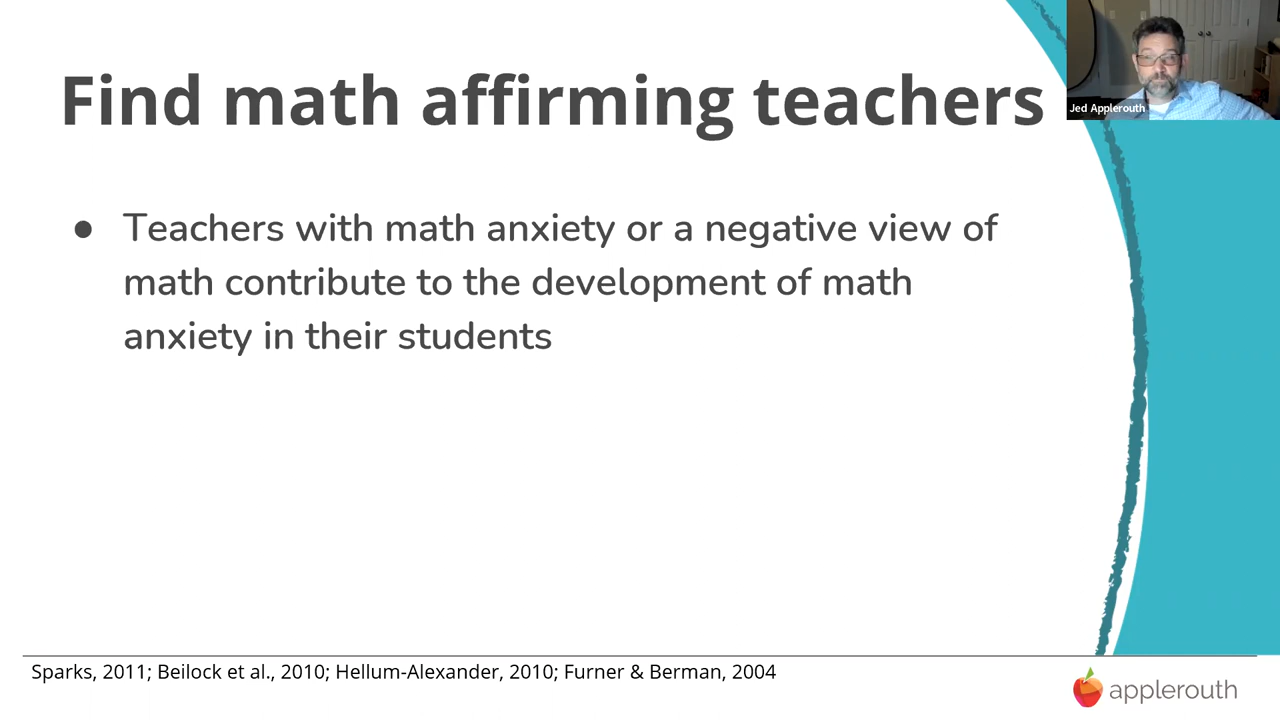 Find math affirming teachers
Jed Applerouth
● Teachers with math anxiety or a negative view of
math contribute to the development of math
anxiety in their students
Sparks, 2011; Beilock et al., 2010; Hellum-Alexander, 2010; Furner & Berman, 2004
applerouth